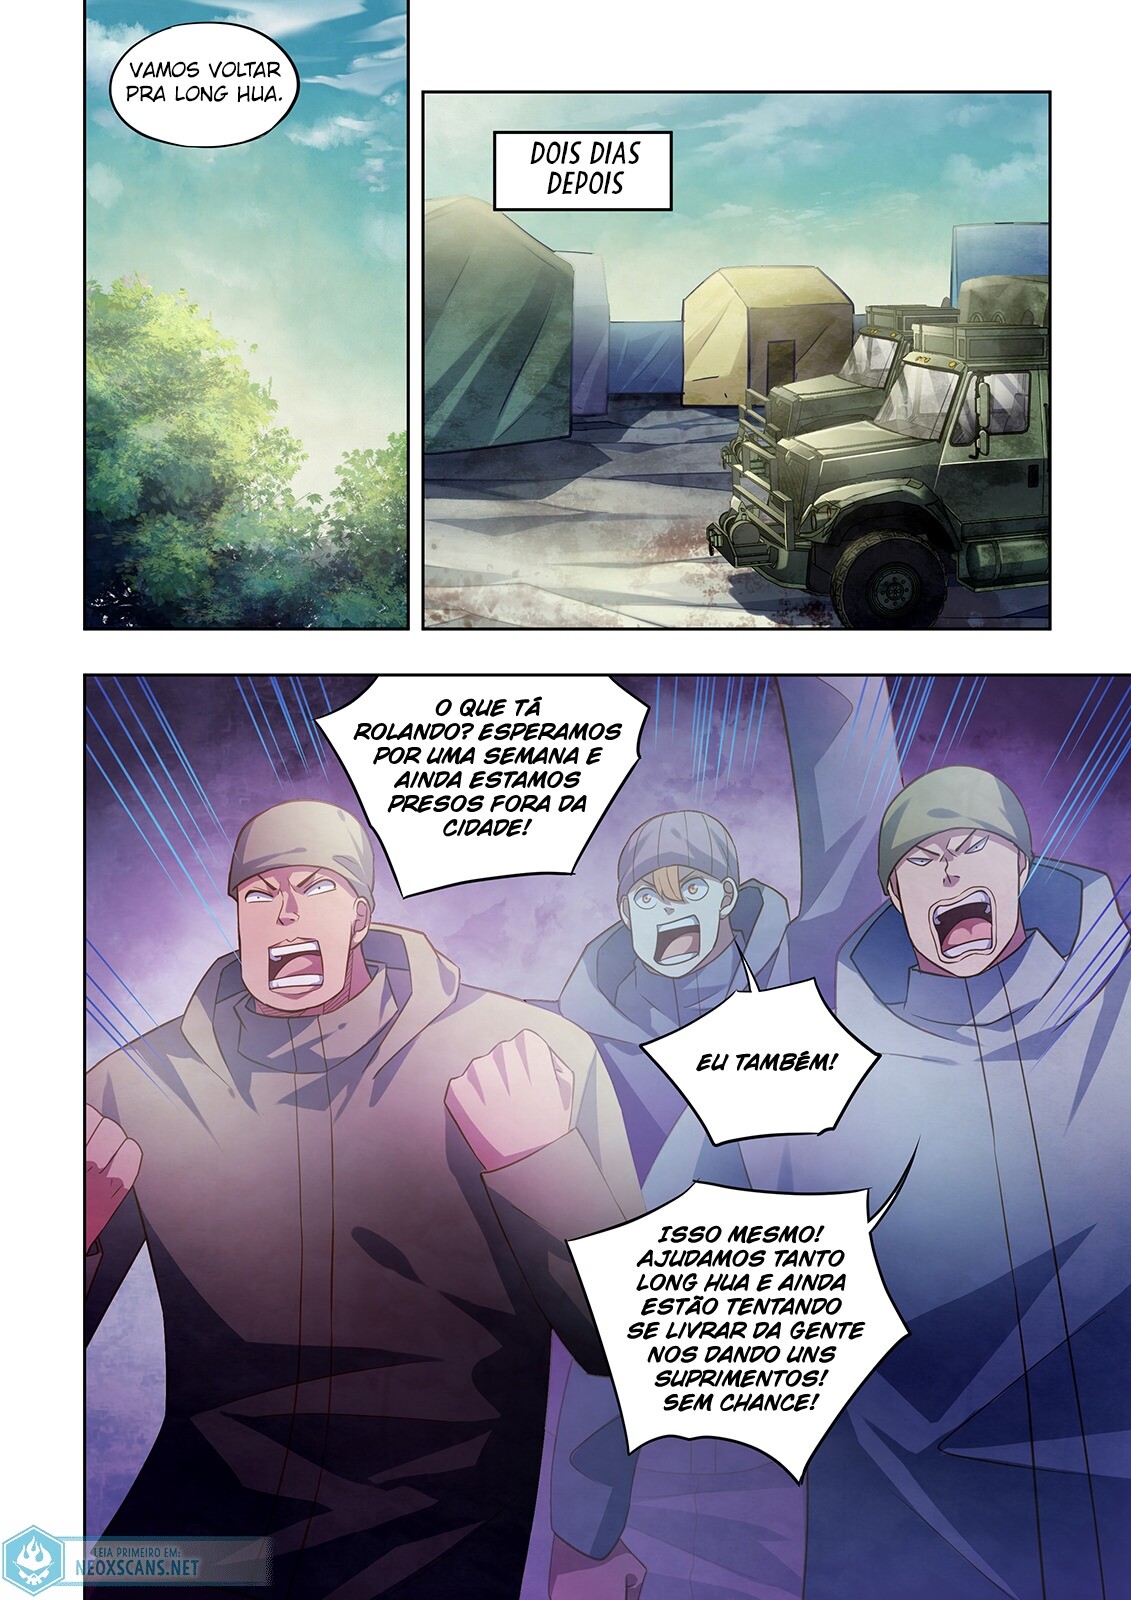 VAMOS VOLTAR
PRA LONG HUA.
DOIS DIAS
DEPOIS
O QUE TÁ
ROLANDO? ESPERAMOS
POR UMA SEMANA E
AINDA ESTAMOS
PRESOS FORA DA
CIDADE!
EU TAMBÉM!
ISSO MESMO!
AJUDAMOS TANTO
LONG HUA E AINDA
ESTÃO TENTANDO
SE LIVRAR DA GENTE
NOS DANDO UNS
SUPRIMENTOS!
SEM CHANCE!
LEIA PRIMEIRO EM:
NEOXSCANS.NET